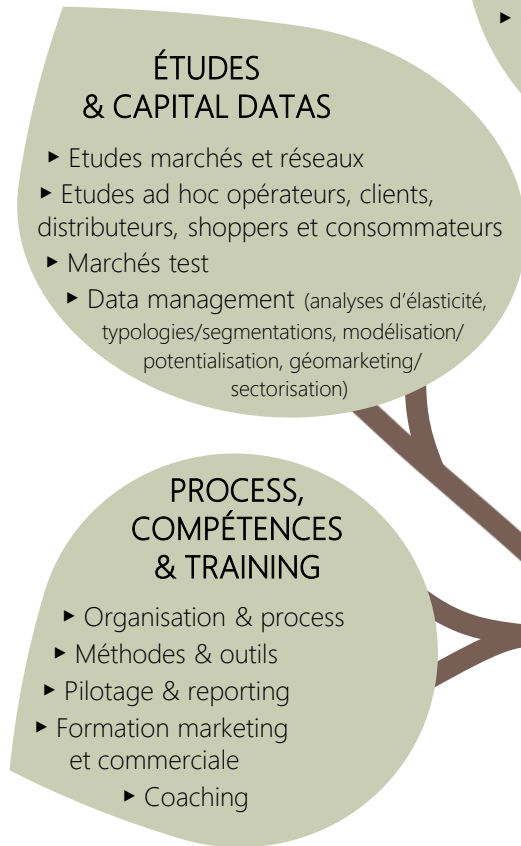 ÉTUDES
& CAPITAL DATAS
▸ Etudes marchés et réseaux
▸ Etudes ad hoc opérateurs, clients,
distributeurs, shoppers et consommateurs
▸ Marchés test
▸ Data management (analyses d’élasticité,
typologies/segmentations, modélisation/
potentialisation, géomarketing/
sectorisation)
PROCESS,
COMPÉTENCES
& TRAINING
▸ Organisation & process
▸ Méthodes & outils
▸ Pilotage & reporting
▸ Formation marketing
et commerciale
▸ Coaching